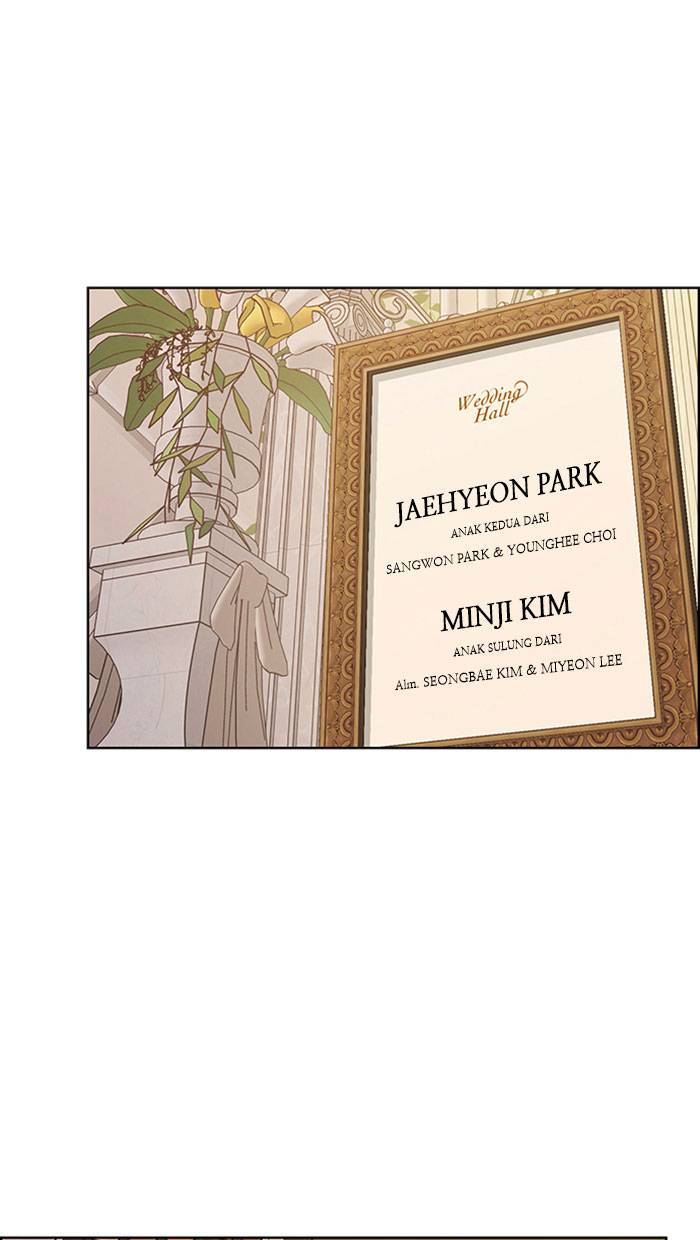 Wedding
Hall
JAEHYEON PARK
ANAK KEDUA DARI
SANGWON PARK & YOUNGHEE CHOI
MINJI KIM
ANAK SULUNG DARI
Alm. SEONGBAE KIM & MIYEON LEE